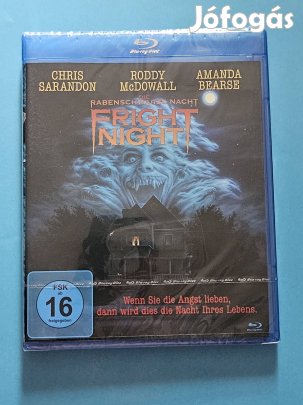 Jófogás
Blu-ray Disc
CHRIS SARANDON
RODDY McDOWALL
AMANDA BEARSE
DIE RABENSCHWARZE NACHT
FRIGHT NIGHT
FSK
ab
16
freigegeben
Wenn Sie die Angst lieben,
dann wird dies die Nacht Ihres Lebens.